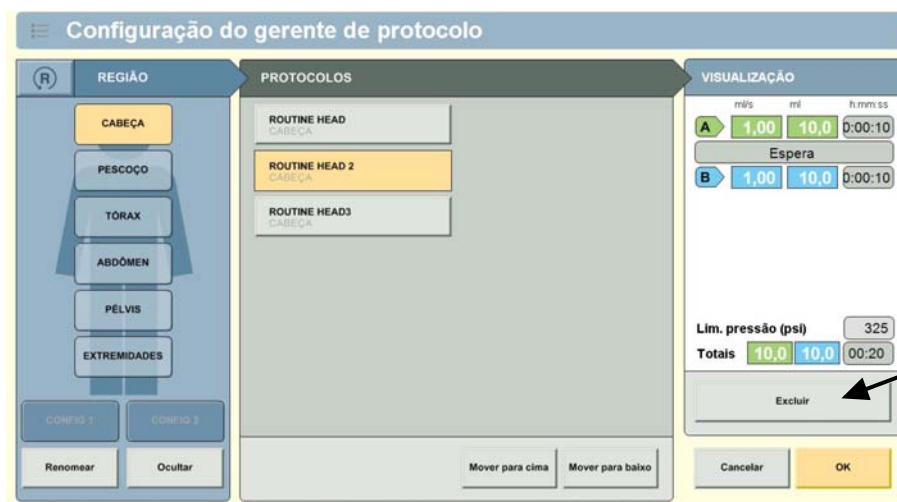 Configuração do gerente de protocolo
R REGIÃO
CABEÇA
PESCOÇO
TÓRAX
ABDÔMEN
PÉLVIS
EXTREMIDADES
CONFIG 1 CONFIG 2
Renomear Ocultar
PROTOCOLOS
ROUTINE HEAD
CABEÇA
ROUTINE HEAD 2
CABEÇA
ROUTINE HEAD3
CABEÇA
Mover para cima Mover para baixo
VISUALIZAÇÃO
ml/s ml h:mm:ss
A 1,00 10,0 0:00:10
Espera
B 1,00 10,0 0:00:10
Lim. pressão (psi) 325
Totais 10,0 10,0 00:20
Excluir
Cancelar OK